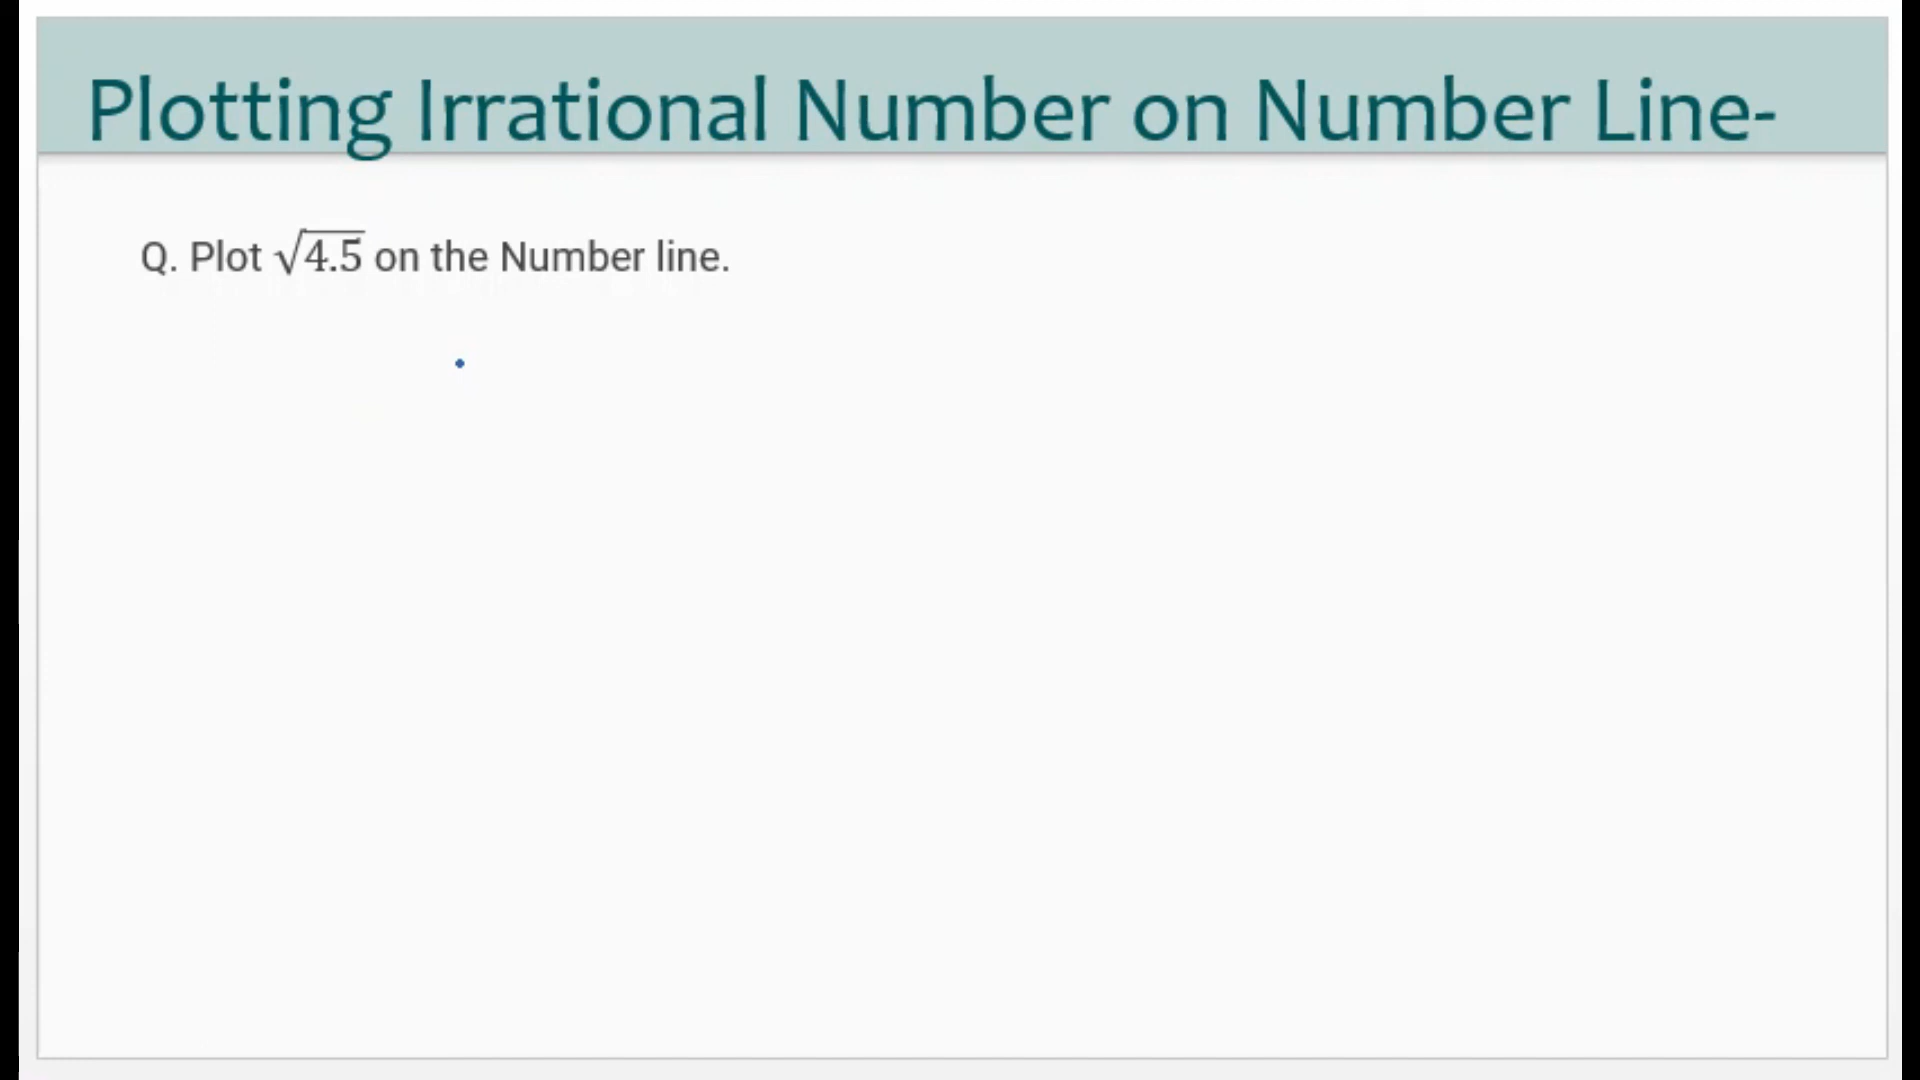 Plotting Irrational Number on Number Line-
Q. Plot √4.5 on the Number line.